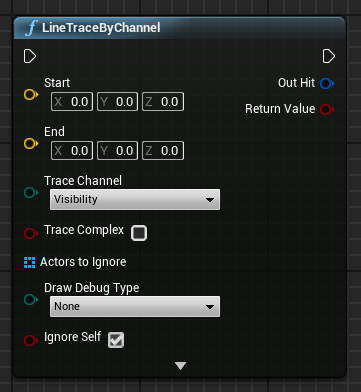 f LineTraceByChannel
Start
Out Hit
X 0.0 Y 0.0 Z 0.0
Return Value
End
X 0.0 Y 0.0 Z 0.0
Trace Channel
Visibility
Trace Complex
Actors to Ignore
Draw Debug Type
None
Ignore Self